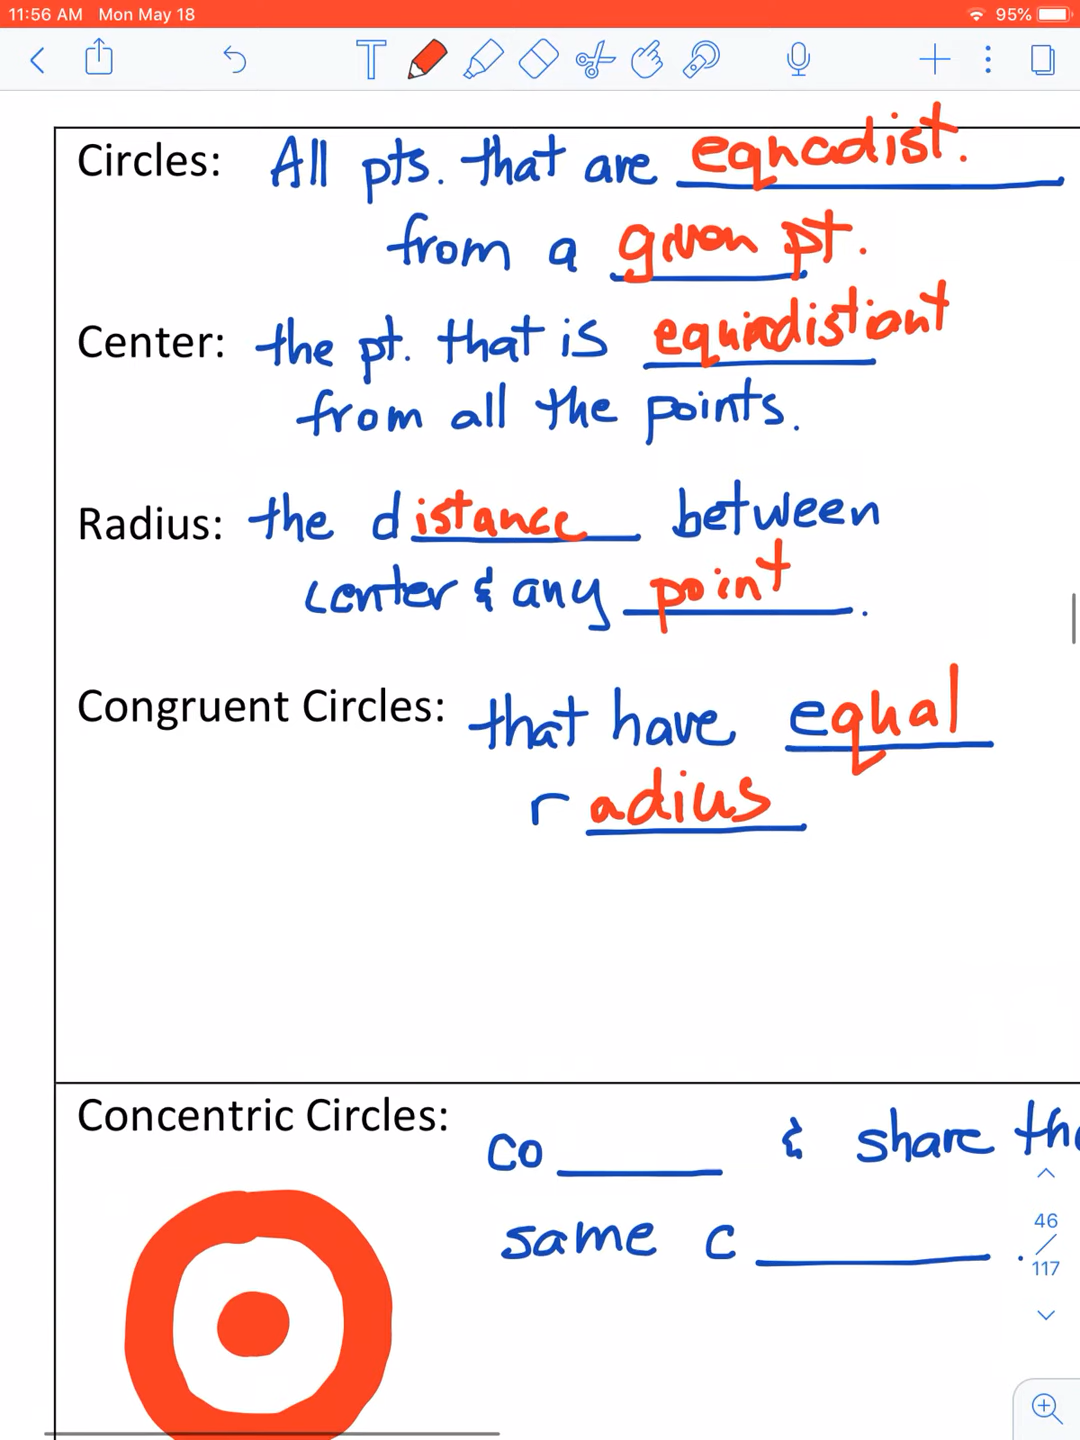 11:56 AM Mon May 18 95%
Circles: All pts. that are equadist.
from a given pt.
Center: the pt. that is equidistant
from all the points.
Radius: the distance between
center & any point.
Congruent Circles: that have equal
radius
Concentric Circles: co______ & share the
same c________.
46
117